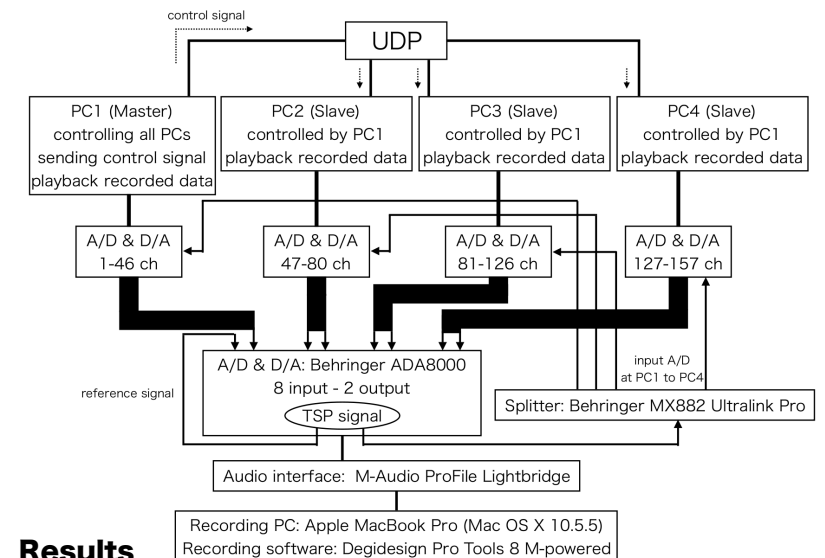 control signal
UDP
PC1 (Master)
controlling all PCs
sending control signal
playback recorded data
PC2 (Slave)
controlled by PC1
playback recorded data
PC3 (Slave)
controlled by PC1
playback recorded data
PC4 (Slave)
controlled by PC1
playback recorded data
A/D & D/A
1-46 ch
A/D & D/A
47-80 ch
A/D & D/A
81-126 ch
A/D & D/A
127-157 ch
A/D & D/A: Behringer ADA8000
8 input - 2 output
TSP signal
reference signal
input A/D
at PC1 to PC4
Splitter: Behringer MX882 Ultralink Pro
Audio interface: M-Audio ProFile Lightbridge
Recording PC: Apple MacBook Pro (Mac OS X 10.5.5)
Recording software: Degidesign Pro Tools 8 M-powered
Results